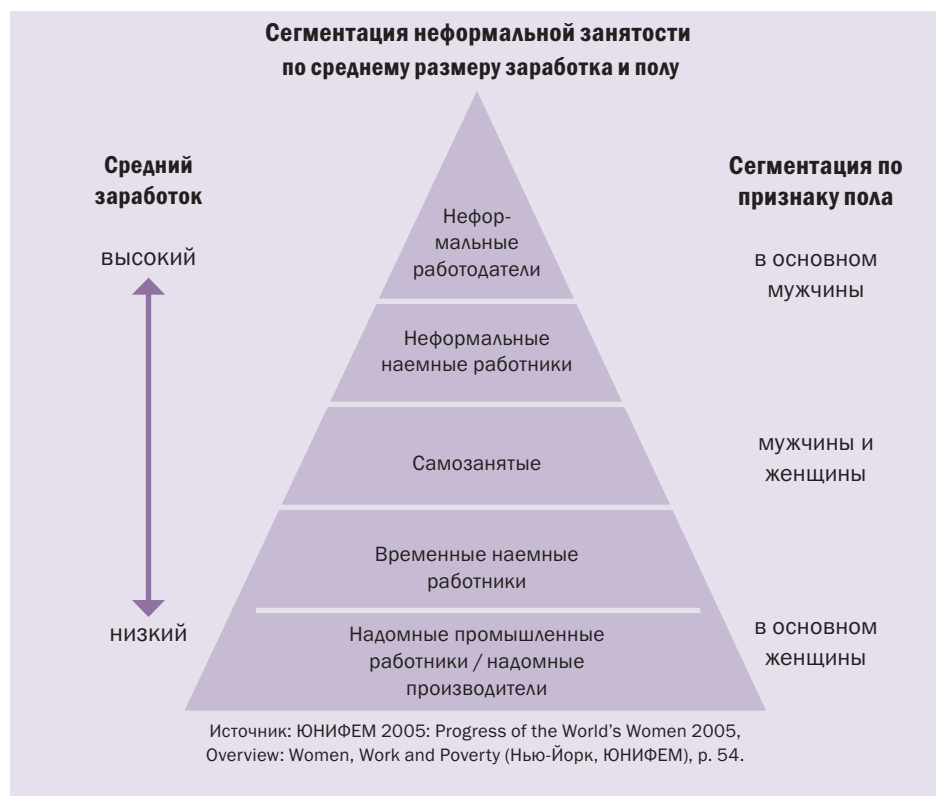 Сегментация неформальной занятости
по среднему размеру заработка и полу
Средний
заработок
высокий
низкий
Нефор-
мальные
работодатели
Неформальные
наемные работники
Самозанятые
Временные наемные
работники
Надомные промышленные
работники / надомные
производители
Сегментация по
признаку пола
в основном
мужчины
мужчины и
женщины
в основном
женщины
Источник: ЮНИФЕМ 2005: Progress of the World's Women 2005,
Overview: Women, Work and Poverty (Нью-Йорк, ЮНИФЕМ), p. 54.